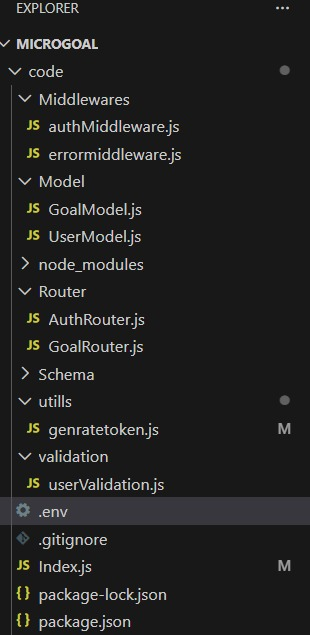 EXPLORER ...
MICROGOAL
code
Middlewares
JS authMiddleware.js
JS errormiddleware.js
Model
JS GoalModel.js
JS UserModel.js
node_modules
Router
JS AuthRouter.js
JS GoalRouter.js
Schema
utills
JS genratetoken.js M
validation
JS userValidation.js
.env
.gitignore
JS Index.js M
{} package-lock.json
{} package.json